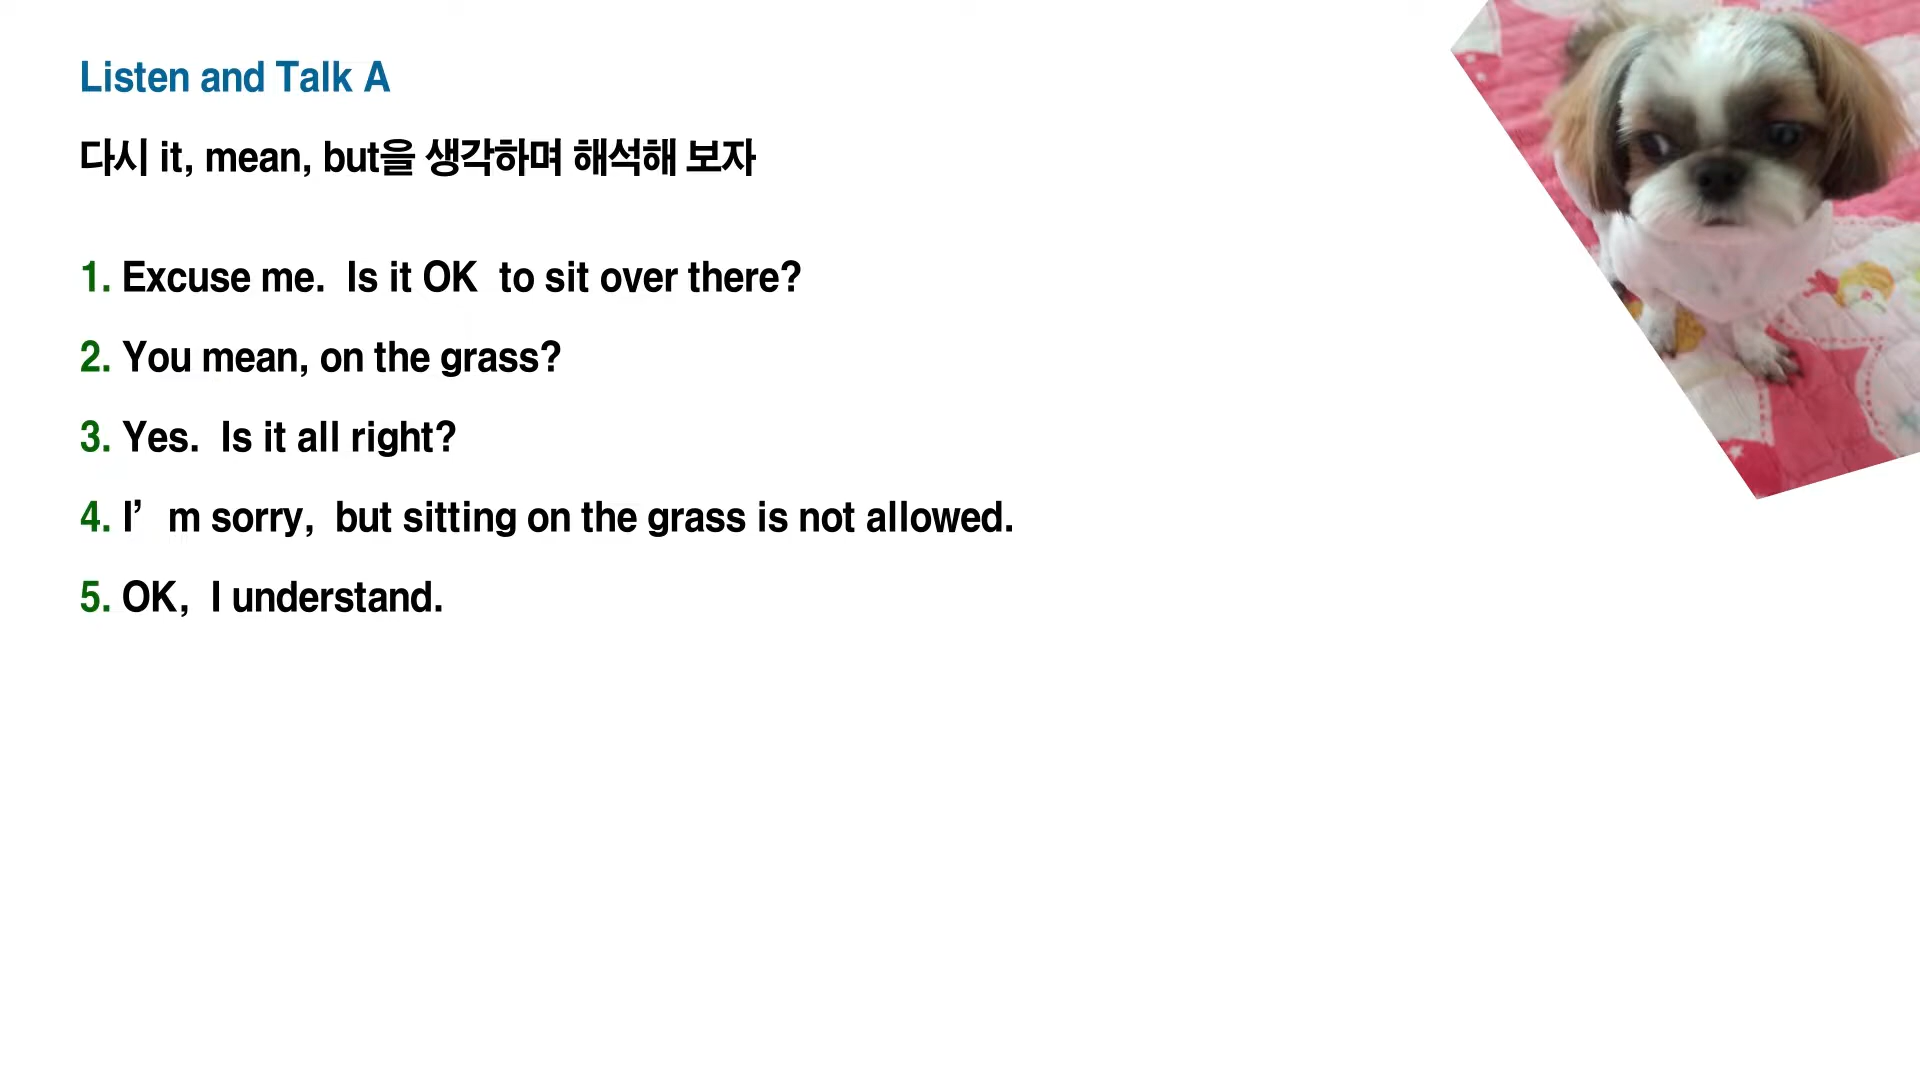 Listen and Talk A
다시 it, mean, but을 생각하며 해석해 보자
1. Excuse me.  Is it OK  to sit over there?
2. You mean, on the grass?
3. Yes.  Is it all right?
4. I’ m sorry,  but sitting on the grass is not allowed.
5. OK,  I understand.